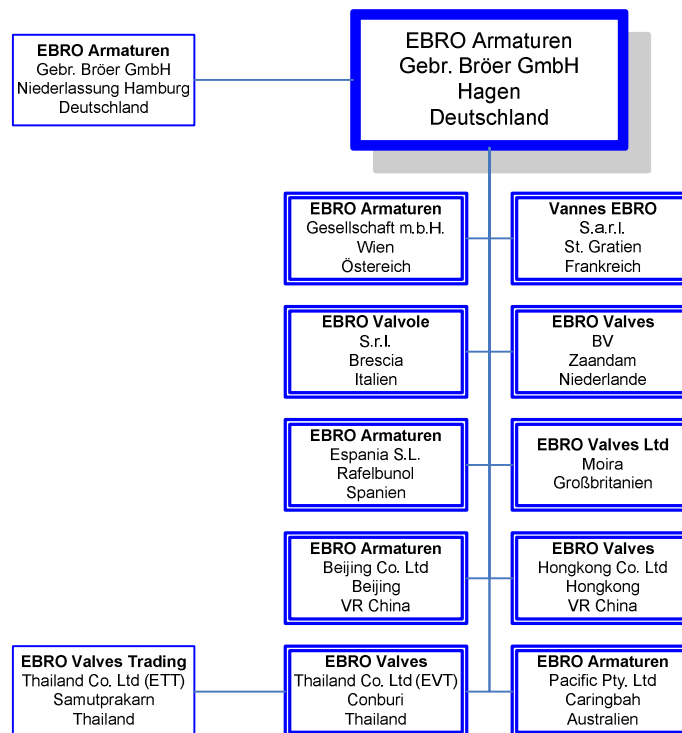 EBRO Armaturen
Gebr. Bröer GmbH
Niederlassung Hamburg
Deutschland
EBRO Armaturen
Gebr. Bröer GmbH
Hagen
Deutschland
EBRO Armaturen
Gesellschaft m.b.H.
Wien
Östereich
Vannes EBRO
S.a.r.l.
St. Gratien
Frankreich
EBRO Valvole
S.r.l.
Brescia
Italien
EBRO Valves
BV
Zaandam
Niederlande
EBRO Armaturen
Espania S.L.
Rafelbunol
Spanien
EBRO Valves Ltd
Moira
Großbritanien
EBRO Armaturen
Beijing Co. Ltd
Beijing
VR China
EBRO Valves
Hongkong Co. Ltd
Hongkong
VR China
EBRO Valves Trading
Thailand Co. Ltd (ETT)
Samutprakarn
Thailand
EBRO Valves
Thailand Co. Ltd (EVT)
Conburi
Thailand
EBRO Armaturen
Pacific Pty. Ltd
Caringbah
Australien